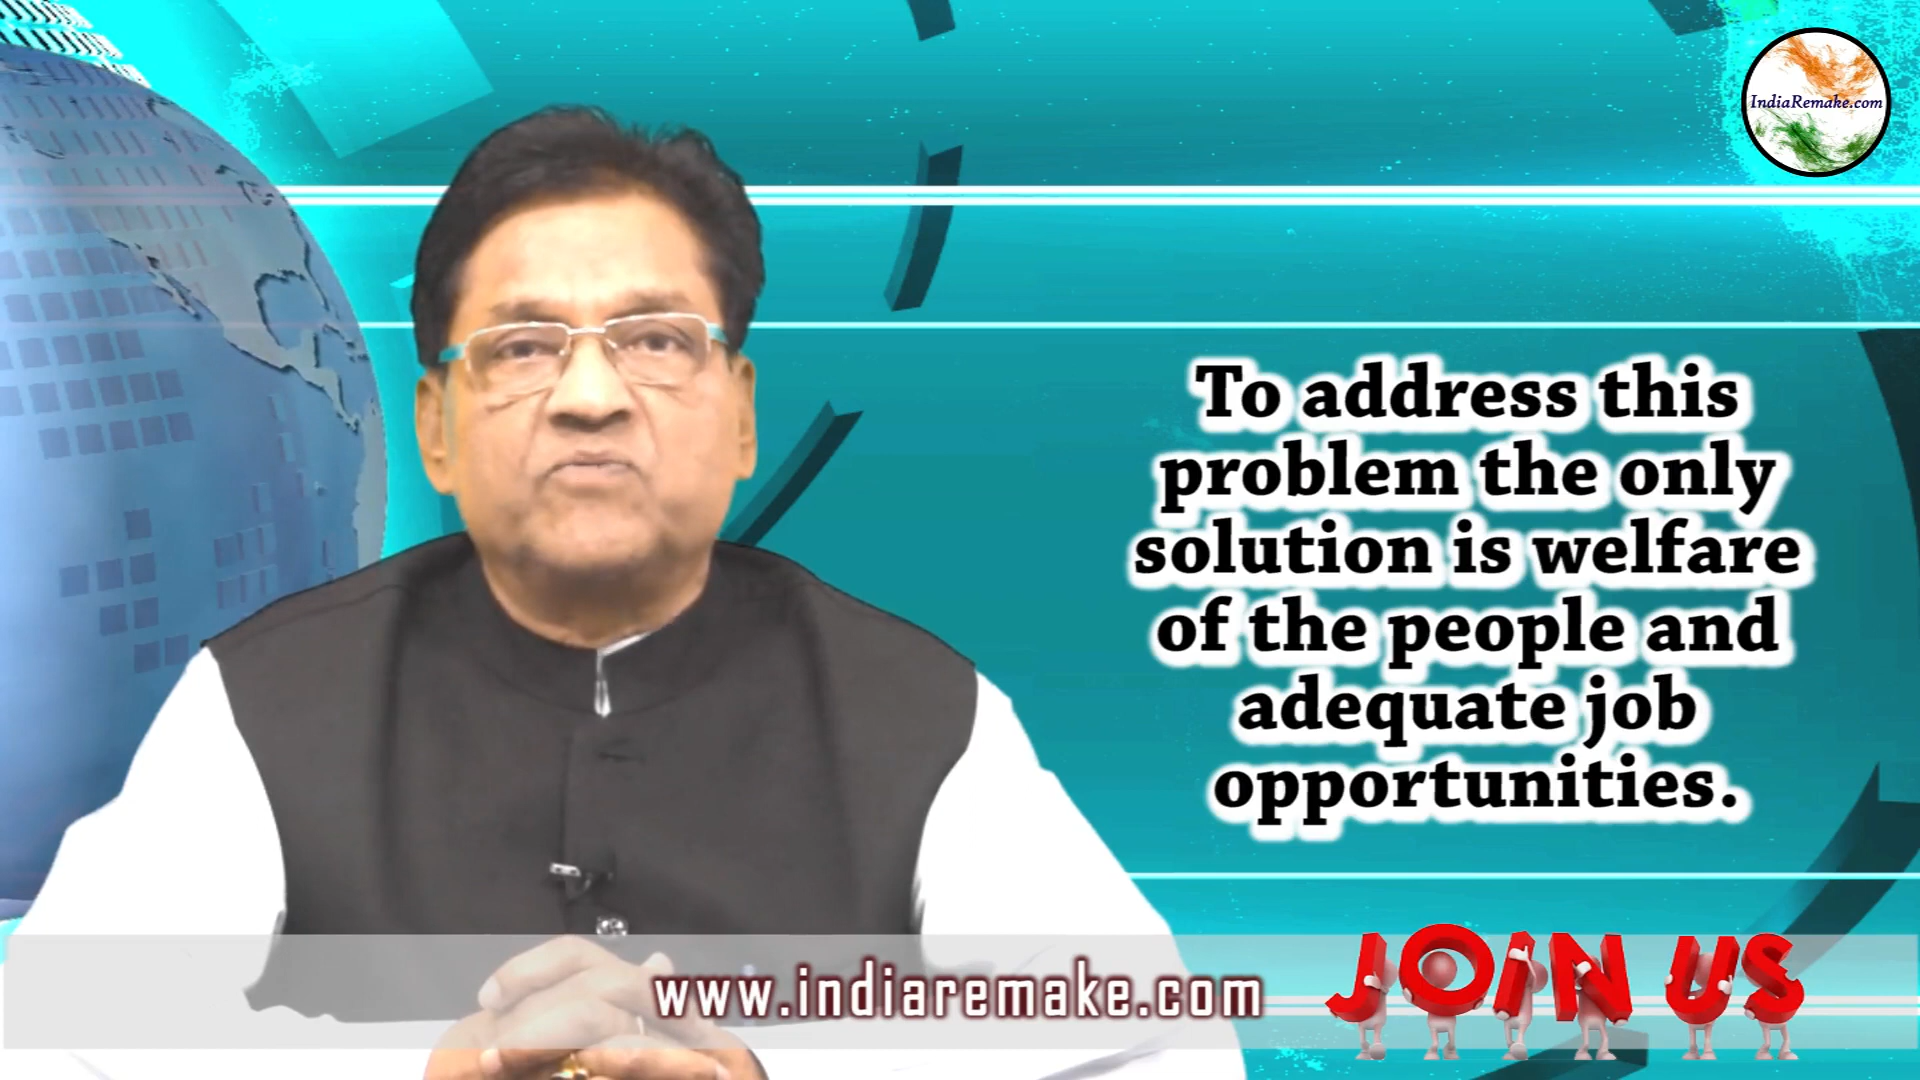 IndiaRemake.com
To address this
problem the only
solution is welfare
of the people and
adequate job
opportunities.
www.indiaremake.com
JOIN US